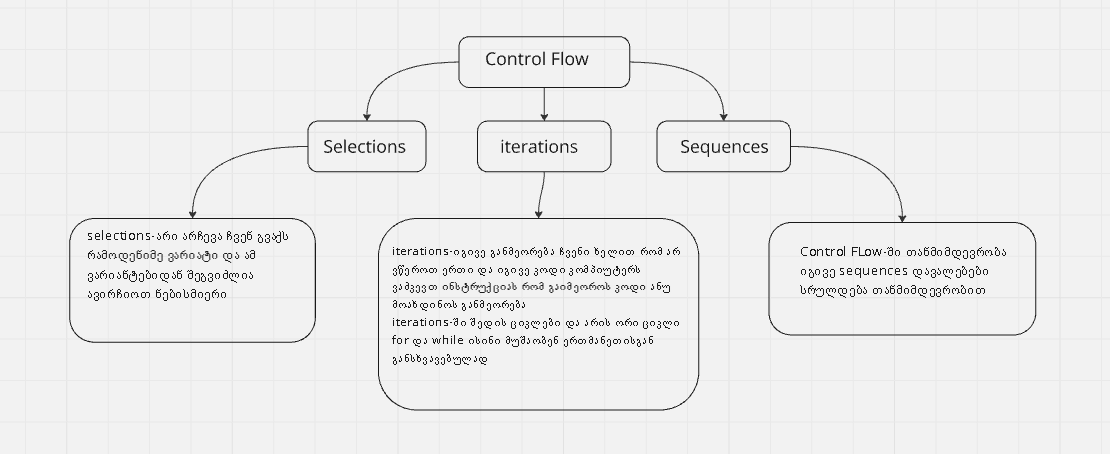 Control Flow
Selections
iterations
Sequences
selections-არი არჩევა ჩვენ გვაქს
რამოდენიმე ვარიატი და ამ
ვარიანტებიდან შეგვიძლია
ავირჩიოთ ნებისმიერი
iterations-იგივე განმეორება ჩვენი ხელით რომ არ
ვწეროთ ერთი და იგივე კოდი კომპიუტერს
ვაძკევთ ინსტრუქციას რომ გაიმეოროს კოდი ანუ
მოახდინოს განმეორება
iterations-ში შედის ციკლები და არის ორი ციკლი
for და while ისინი მუშაობენ ერთმანეთისგან
განსხვავებულად
Control FLow-ში თანმიმდევრობა
იგივე sequences დავალებები
სრულდება თანმიმდევრობით